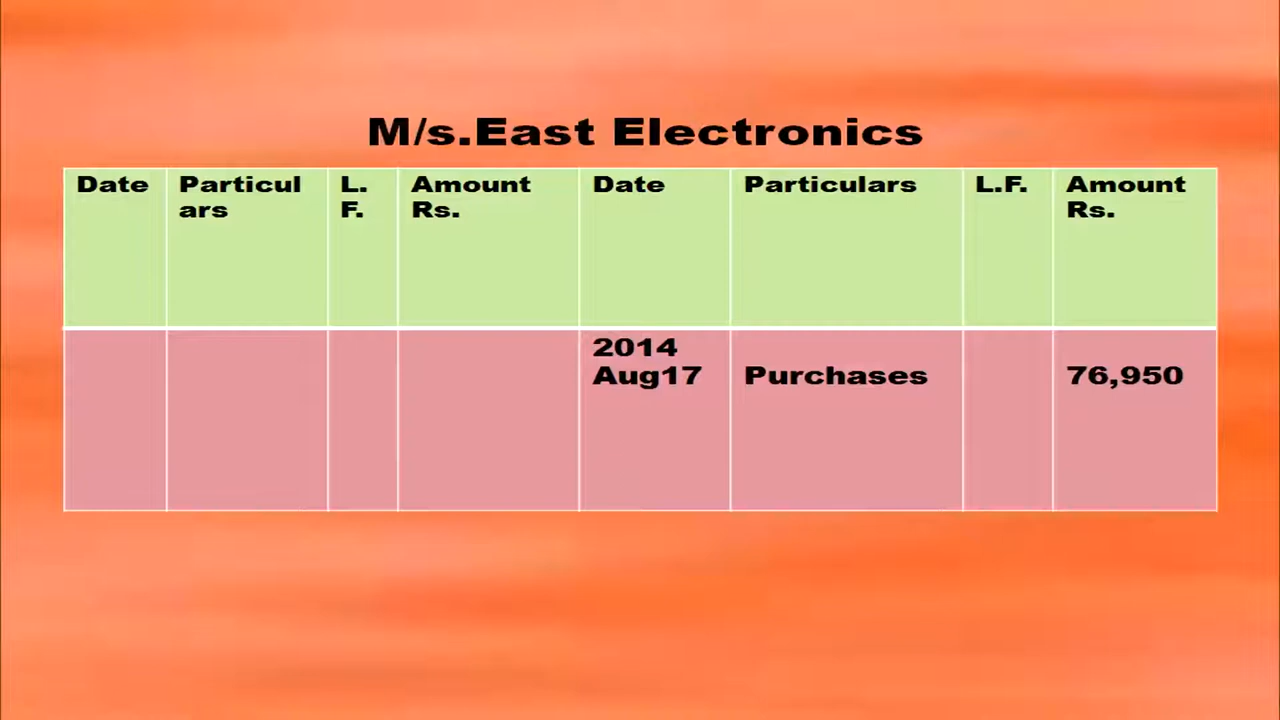 M/s.East Electronics
Date Particul L. Amount Date Particulars L.F. Amount
ars F. Rs. Rs.
2014
Aug17 Purchases 76,950